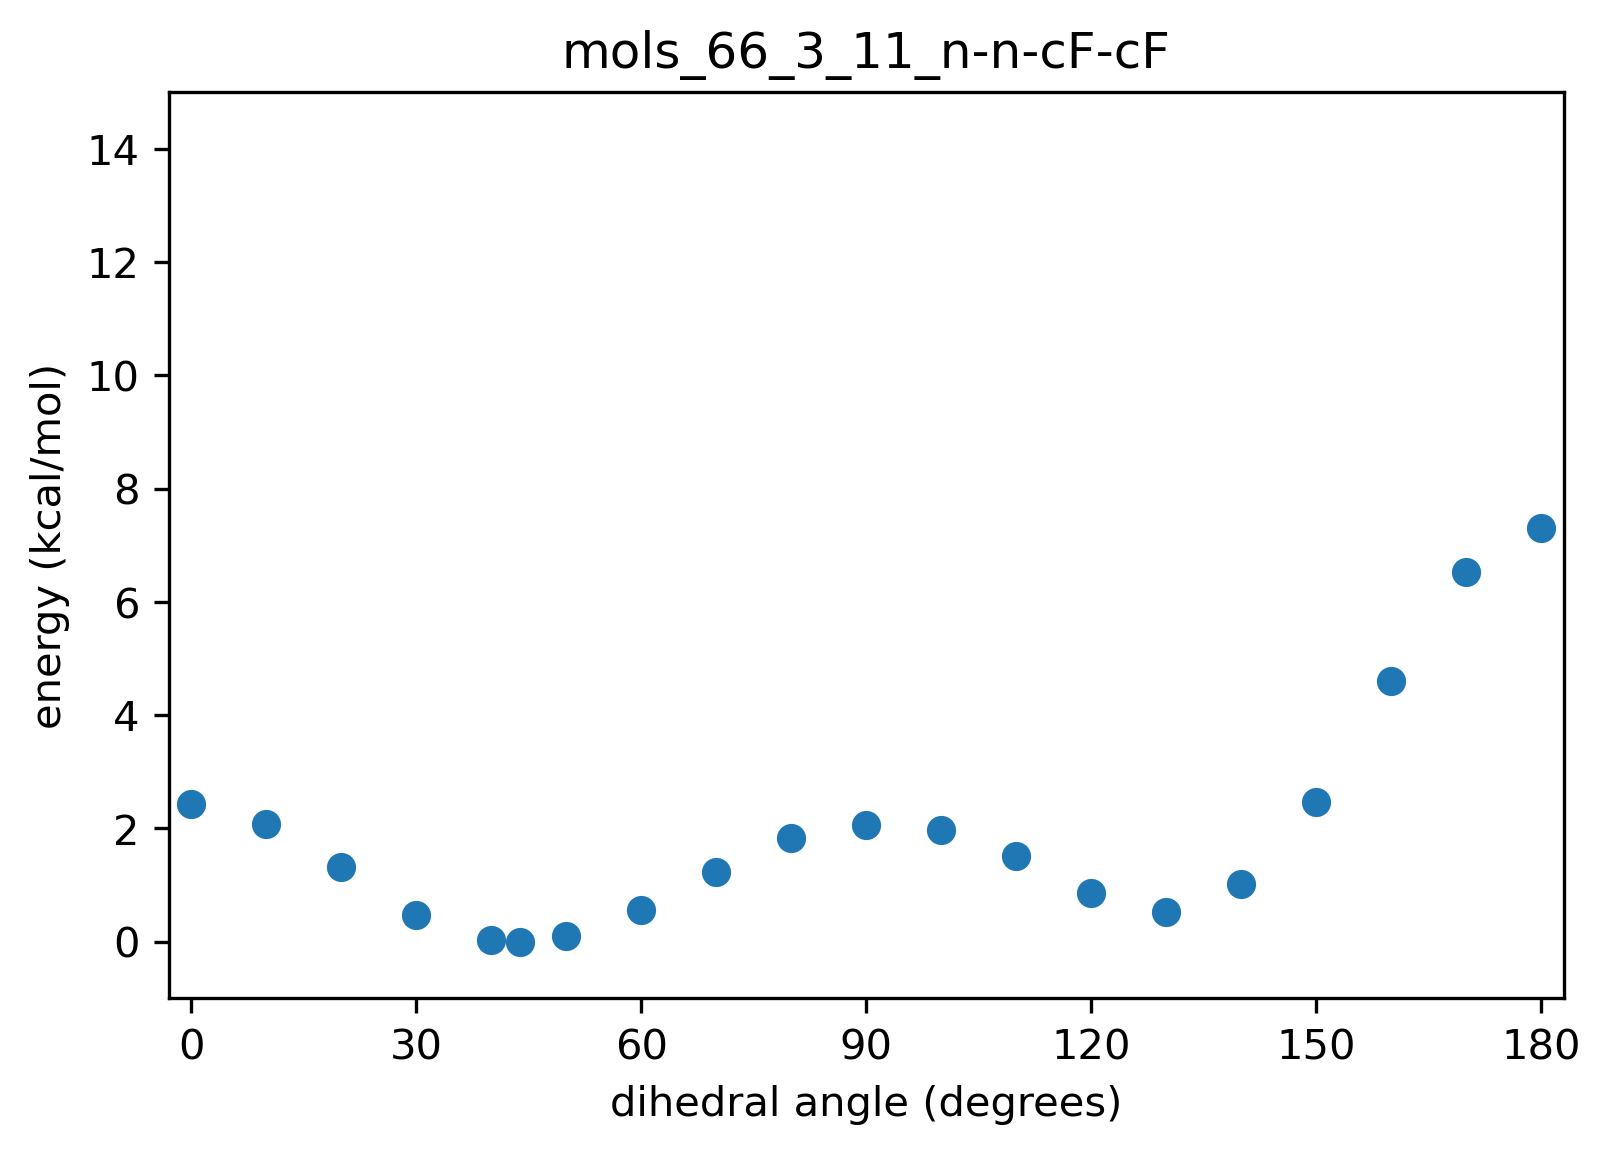 mols_66_3_11_n-n-cF-cF
14
12
10
8
6
4
2
0
energy (kcal/mol)
0 30 60 90 120 150 180
dihedral angle (degrees)